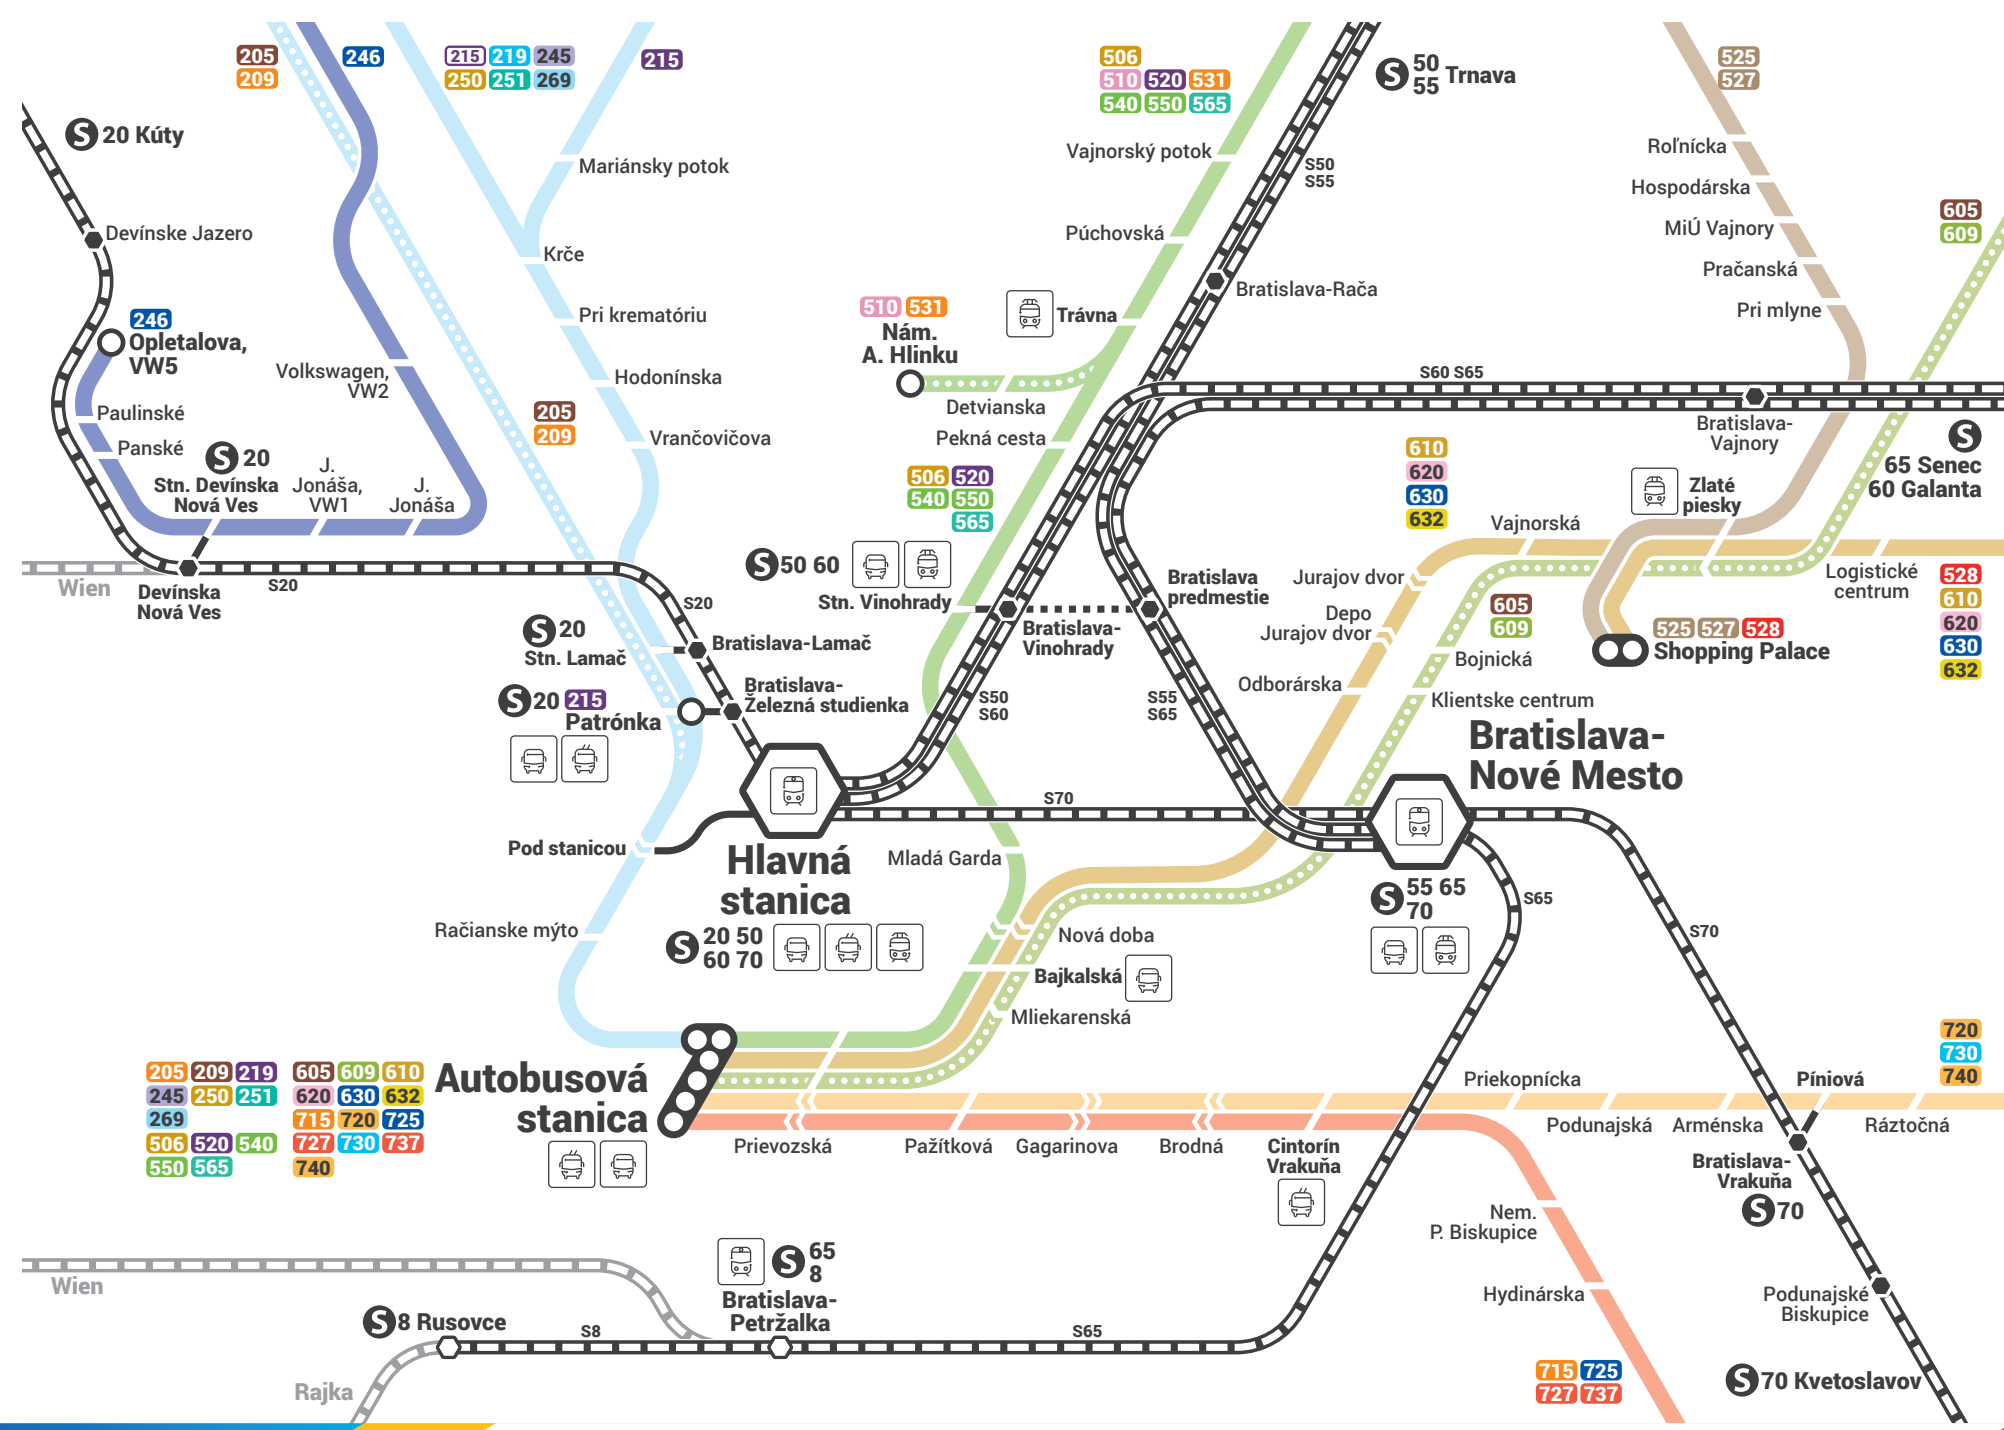 205
209
246
215 219 245
250 251 269
215
506
510 520 531
540 550 565
S 50
55 Trnava
525
527
S 20 Kúty
Mariánsky potok
Vajnorský potok
S50
S55
Roľnícka
Hospodárska
MiÚ Vajnory
Pračanská
Pri mlyne
605
609
Devínske Jazero
Krče
Púchovská
Bratislava-Rača
246
Opletalova,
VW5
Pri krematóriu
510 531
Nám.
A. Hlinku
Trávna
Volkswagen,
VW2
Hodonínska
S60 S65
Paulinské
Panské
205
209
Vrančovičova
Detvianska
Pekná cesta
Bratislava-
Vajnory
S
65 Senec
60 Galanta
S 20
Stn. Devínska
Nová Ves
J.
Jonáša,
VW1
J.
Jonáša
506 520
540 550
565
610
620
630
632
Zlaté
piesky
Vajnorská
Wien
Devínska
Nová Ves
S20
S 50 60
Stn. Vinohrady
Bratislava
predmestie
Jurajov dvor
Depo
Jurajov dvor
605
609
Logistické
centrum
528
610
620
630
632
S20
S 20
Stn. Lamač
Bratislava-Lamač
Bratislava-
Vinohrady
Bojnická
525 527 528
Shopping Palace
S 20 215
Patrónka
Bratislava-
Železná studienka
S50
S60
S55
S65
Odborárska
Klientske centrum
Bratislava-
Nové Mesto
S70
Pod stanicou
Hlavná
stanica
Mladá Garda
S 55 65
70
S65
Račianske mýto
S 20 50
60 70
Nová doba
Bajkalská
Mliekarenská
S70
205 209 219
245 250 251
269
506 520 540
550 565
605 609 610
620 630 632
715 720 725
727 730 737
740
Autobusová
stanica
720
730
740
Priekopnícka
Píniová
Prievozská
Pažítková
Gagarinova
Brodná
Cintorín
Vrakuňa
Podunajská
Arménska
Ráztočná
Bratislava-
Vrakuňa
S 70
Nem.
P. Biskupice
Wien
S 65
8
Bratislava-
Petržalka
Hydinárska
Podunajské
Biskupice
S 8 Rusovce
S8
S65
Rajka
715 725
727 737
S 70 Kvetoslavov